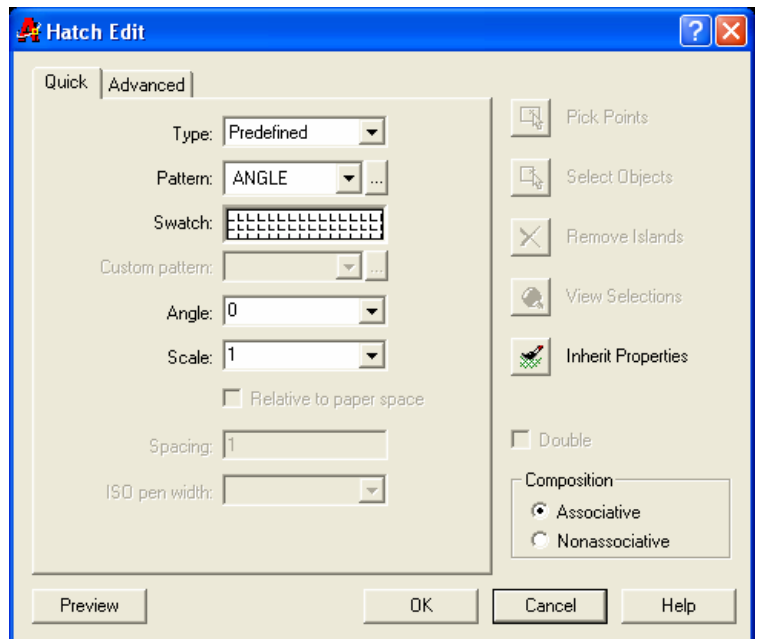 Hatch Edit
Quick Advanced
Type: Predefined
Pattern: ANGLE ...
Swatch:
Custom pattern: ...
Angle: 0
Scale: 1
Relative to paper space
Spacing: 1
ISO pen width:
Pick Points
Select Objects
Remove Islands
View Selections
Inherit Properties
Double
Composition
Associative
Nonassociative
Preview OK Cancel Help